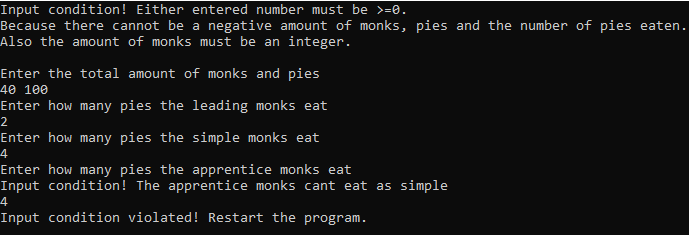 Input condition! Either entered number must be >=0.
Because there cannot be a negative amount of monks, pies and the number of pies eaten.
Also the amount of monks must be an integer.
Enter the total amount of monks and pies
40 100
Enter how many pies the leading monks eat
2
Enter how many pies the simple monks eat
4
Enter how many pies the apprentice monks eat
Input condition! The apprentice monks cant eat as simple
4
Input condition violated! Restart the program.